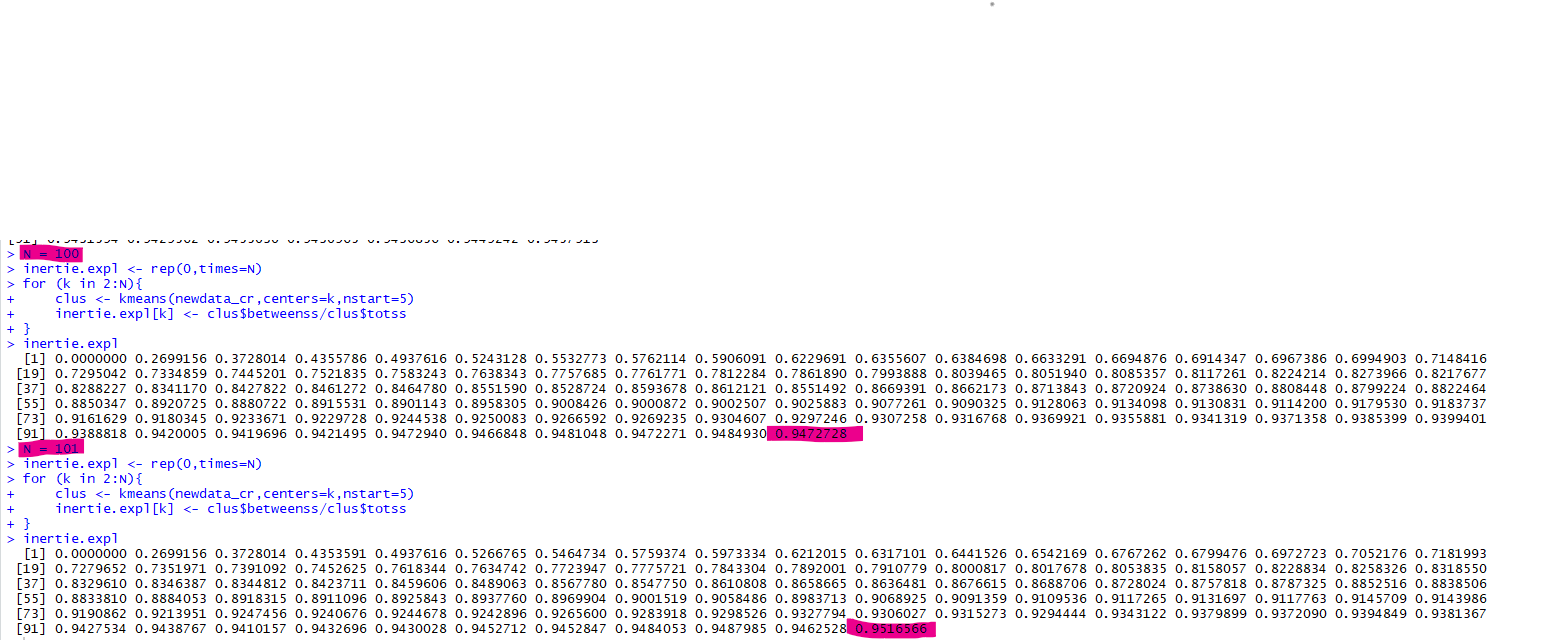 > N = 100
> inertie.expl <- rep(0,times=N)
> for (k in 2:N){
+     clus <- kmeans(newdata_cr,centers=k,nstart=5)
+     inertie.expl[k] <- clus$betweenss/clus$totss
+ }
> inertie.expl
  [1] 0.0000000 0.2699156 0.3728014 0.4355786 0.4937616 0.5243128 0.5532773 0.5762114 0.5906091 0.6229691 0.6355607 0.6384698 0.6633291 0.6694876 0.6914347 0.6967386 0.6994903 0.7148416
 [19] 0.7295042 0.7334859 0.7445201 0.7521835 0.7583243 0.7638343 0.7757685 0.7761771 0.7812284 0.7861890 0.7993888 0.8039465 0.8051940 0.8085357 0.8117261 0.8224214 0.8273966 0.8217677
 [37] 0.8288227 0.8341170 0.8427822 0.8461272 0.8464780 0.8551590 0.8528724 0.8593678 0.8612121 0.8551492 0.8669391 0.8662173 0.8713843 0.8720924 0.8738630 0.8808448 0.8799224 0.8822464
 [55] 0.8850347 0.8920725 0.8880722 0.8915531 0.8901143 0.8958305 0.9008426 0.9000872 0.9002507 0.9025883 0.9077261 0.9090325 0.9128063 0.9134098 0.9130831 0.9114200 0.9179530 0.9183737
 [73] 0.9161629 0.9180345 0.9233671 0.9229728 0.9244538 0.9250083 0.9266592 0.9269235 0.9304607 0.9297246 0.9307258 0.9316768 0.9369921 0.9355881 0.9341319 0.9371358 0.9385399 0.9399401
 [91] 0.9388818 0.9420005 0.9419696 0.9421495 0.9472940 0.9466848 0.9481048 0.9472271 0.9484930 0.9472728
> N = 101
> inertie.expl <- rep(0,times=N)
> for (k in 2:N){
+     clus <- kmeans(newdata_cr,centers=k,nstart=5)
+     inertie.expl[k] <- clus$betweenss/clus$totss
+ }
> inertie.expl
  [1] 0.0000000 0.2699156 0.3728014 0.4353591 0.4937616 0.5266765 0.5464734 0.5759374 0.5973334 0.6212015 0.6317101 0.6441526 0.6542169 0.6767262 0.6799476 0.6972723 0.7052176 0.7181993
 [19] 0.7279652 0.7351971 0.7391092 0.7452625 0.7618344 0.7634742 0.7723947 0.7775721 0.7843304 0.7892001 0.7910779 0.8000817 0.8017678 0.8053835 0.8158057 0.8228834 0.8258326 0.8318550
 [37] 0.8329610 0.8346387 0.8344812 0.8423711 0.8459606 0.8489063 0.8567780 0.8547750 0.8610808 0.8658665 0.8636481 0.8676615 0.8688706 0.8728024 0.8757818 0.8787325 0.8852516 0.8838506
 [55] 0.8833810 0.8884053 0.8918315 0.8911096 0.8925843 0.8937760 0.8969904 0.9001519 0.9058486 0.8983713 0.9068925 0.9091359 0.9109536 0.9117265 0.9131697 0.9117763 0.9145709 0.9143986
 [73] 0.9190862 0.9213951 0.9247456 0.9240676 0.9244678 0.9242896 0.9265600 0.9283918 0.9298526 0.9327794 0.9306027 0.9315273 0.9294444 0.9343122 0.9379899 0.9372090 0.9394849 0.9381367
 [91] 0.9427534 0.9438767 0.9410157 0.9432696 0.9430028 0.9452712 0.9452847 0.9484053 0.9487985 0.9462528 0.9516566